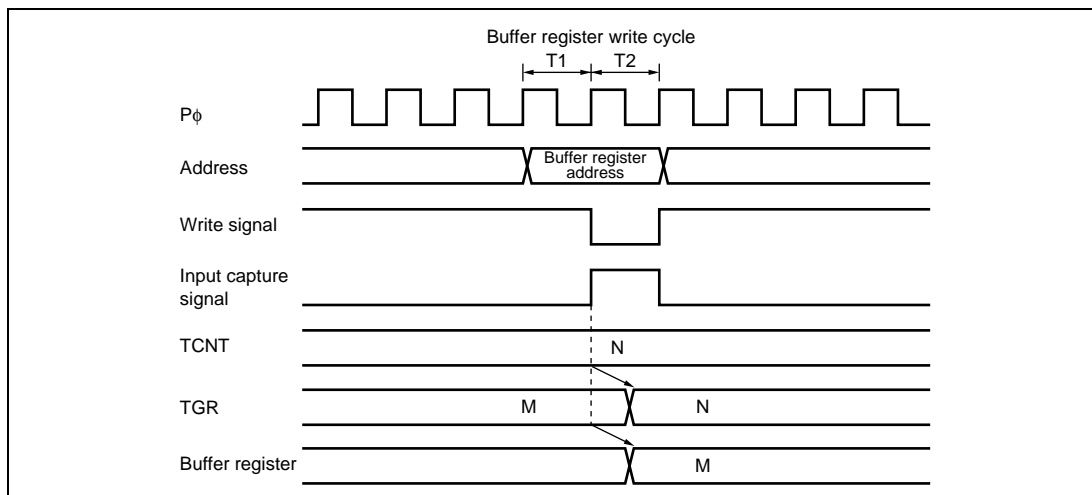 Buffer register write cycle
T1 T2
Pφ
Address
Buffer register
address
Write signal
Input capture
signal
TCNT
N
TGR
M N
Buffer register
M